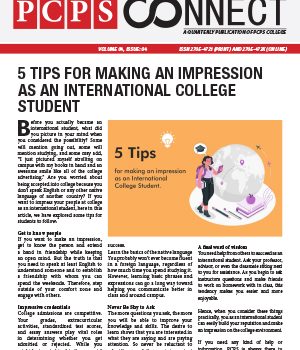 PCPS CONNECT
A QUARTERLY PUBLICATION OF PCPS COLLEGE
VOLUME 01, ISSUE: 04
ISSN 2705-4721 (PRINT) AND 2705-473X (ONLINE)
5 TIPS FOR MAKING AN IMPRESSION
AS AN INTERNATIONAL COLLEGE
STUDENT
Before you actually become an
international student, what did
you picture in your mind when
you considered the possibility? Some
will mention going out, some will
mention studying, and some may add,
"I just pictured myself strolling on
campus with my books in hand and an
awesome smile like all of the college
advertising." Are you worried about
being accepted into college because you
don't speak English or any other native
language of another country? If you
want to impress your people at college
as an international student, here in this
article, we have explored some tips for
students to follow.
Get to know people
If you want to make an impression,
get to know the person and extend
a hand in friendship while keeping
an open mind. But the truth is that
you need to speak at least English to
understand someone and to establish
a friendship with whom you can
spend the weekends. Therefore, step
outside of your comfort zone and
engage with others.
Impressive credentials
College admissions are competitive.
Your grades, extracurricular
activities, standardized test scores,
and essay answers play vital roles
in determining whether you get
admitted or rejected. While you
5 Tips
for making an impression
as an International
College Student.
success.
Learn the basics of the native language
You probably won't ever become fluent
in a foreign language, regardless of
how much time you spend studying it.
However, learning basic phrases and
expressions can go a long way toward
helping you communicate better in
class and around campus.
Never Be Shy to Ask
The more questions you ask, the more
you will be able to improve your
knowledge and skills. The desire to
learn shows that you are interested in
what they are saying and are paying
attention. So never be reluctant to
A final word of wisdom
You need help from others to succeed as an
international student. Ask your professor,
advisor, or even the classmate sitting next
to you for assistance. As you begin to ask
instructors questions and make friends
to work on homework with in class, this
tendency makes your easier and more
enjoyable.
Hence, when you consider these things
practically, you as an international student
can easily build your reputation and make
an impression on the college environment.
If you need any help or
information, PCPS is always there to